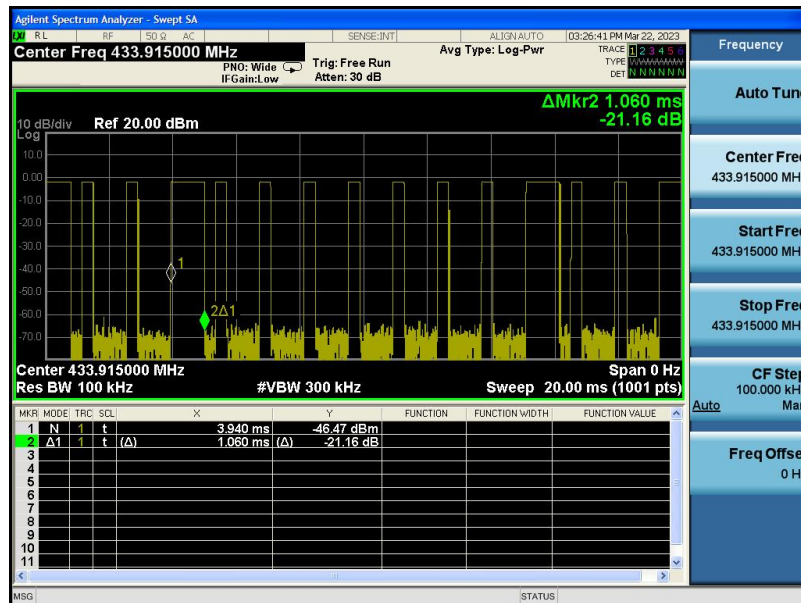 Agilent Spectrum Analyzer - Swept SA
LXI RL RF 50 Ω AC SENSE:INT ALIGN AUTO 03:26:41 PM Mar 22, 2023
Center Freq 433.915000 MHz
PNO: Wide
IFGain:Low
Trig: Free Run
Atten: 30 dB
Avg Type: Log-Pwr
TRACE 1 2 3 4 5 6
TYPE WWWWWW
DET N N N N N N
ΔMkr2 1.060 ms
-21.16 dB
10 dB/div Ref 20.00 dBm
Log
10.0
0.00
-10.0
-20.0
-30.0
-40.0
-50.0
-60.0
-70.0
1
2Δ1
Center 433.915000 MHz Span 0 Hz
Res BW 100 kHz #VBW 300 kHz Sweep 20.00 ms (1001 pts)
MKR MODE TRC SCL X Y FUNCTION FUNCTION WIDTH FUNCTION VALUE
1 N 1 t 3.940 ms -46.47 dBm
2 Δ1 1 t (Δ) 1.060 ms (Δ) -21.16 dB
3
4
5
6
7
8
9
10
11
MSG STATUS
Frequency
Auto Tun
Center Fre
433.915000 MH
Start Fre
433.915000 MH
Stop Fre
433.915000 MH
CF Step
100.000 kH
Auto Ma
Freq Offse
0 H